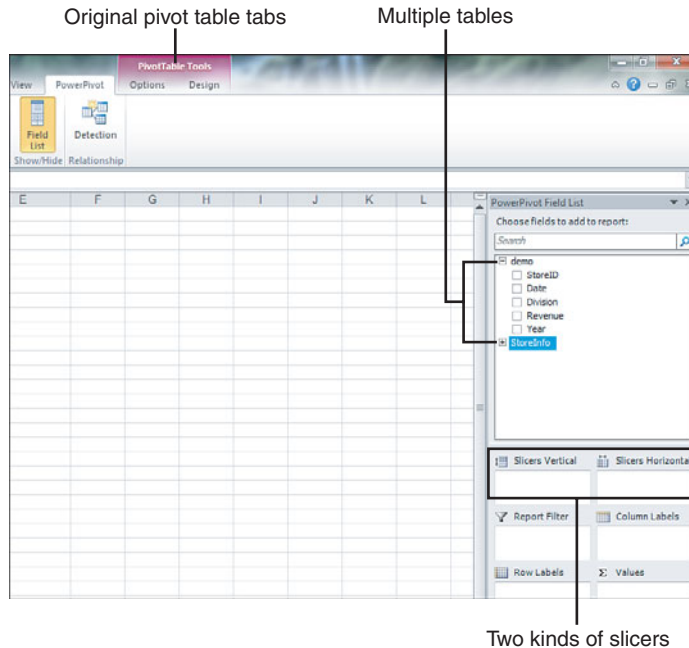 Original pivot table tabs
Multiple tables
PivotTable Tools
View PowerPivot Options Design
Field List
Detection
Show/Hide Relationship
E F G H I J K L
PowerPivot Field List
Choose fields to add to report:
Search
demo
StoreID
Date
Division
Revenue
Year
StoreInfo
Slicers Vertical Slicers Horizonta
Report Filter Column Labels
Row Labels Σ Values
Two kinds of slicers